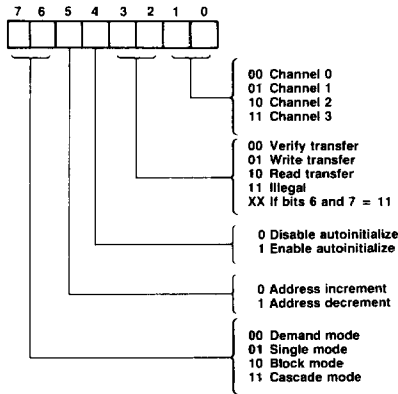 7 6 5 4 3 2 1 0
00 Channel 0
01 Channel 1
10 Channel 2
11 Channel 3
00 Verify transfer
01 Write transfer
10 Read transfer
11 Illegal
XX If bits 6 and 7 = 11
0 Disable autoinitialize
1 Enable autoinitialize
0 Address increment
1 Address decrement
00 Demand mode
01 Single mode
10 Block mode
11 Cascade mode